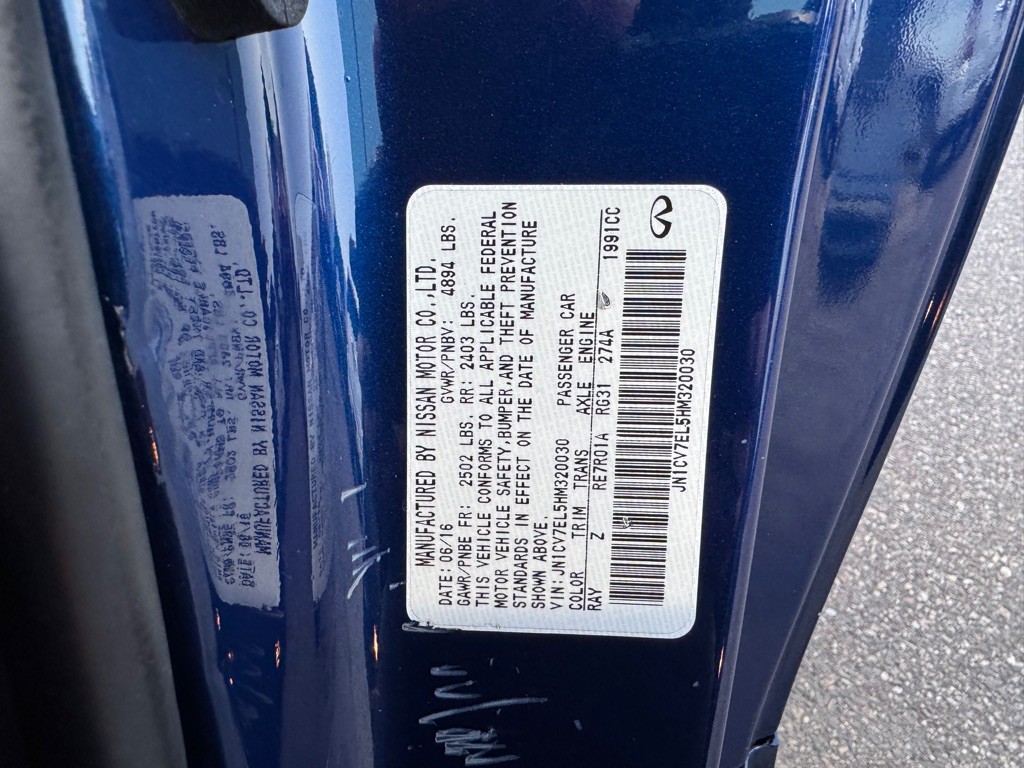 MANUFACTURED BY NISSAN MOTOR CO.,LTD.
DATE: 06/16 GVWR/PNBV: 4894 LBS.
GAWR/PNBE FR: 2502 LBS. RR: 2403 LBS.
THIS VEHICLE CONFORMS TO ALL APPLICABLE FEDERAL
MOTOR VEHICLE SAFETY,BUMPER,AND THEFT PREVENTION
STANDARDS IN EFFECT ON THE DATE OF MANUFACTURE
SHOWN ABOVE.
VIN:JN1CV7EL5HM320030 PASSENGER CAR
COLOR TRIM TRANS AXLE ENGINE
RAY Z RE7R01A RG31 274A 1991CC
JN1CV7EL5HM320030